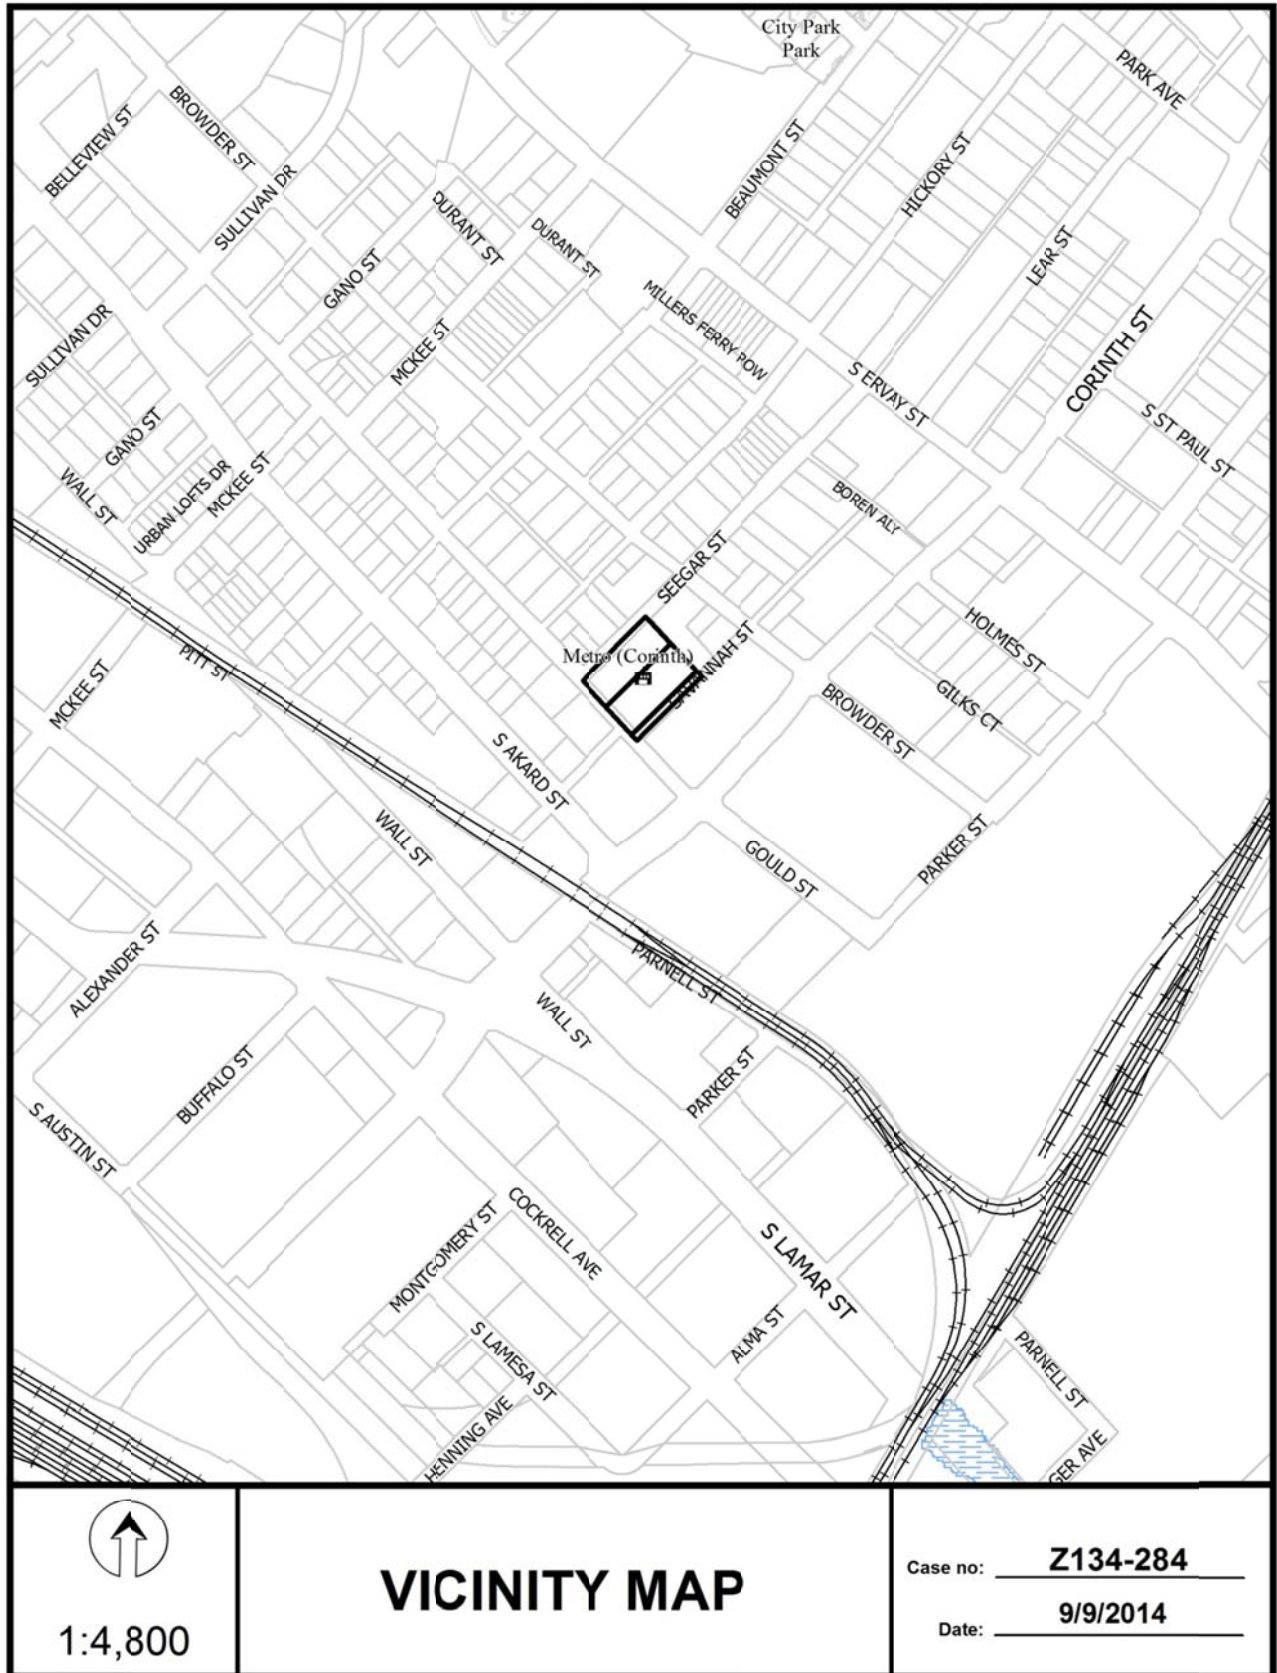 City Park
Park
PARK AVE
BROWDER ST
BELLEVIEW ST
BEAUMONT ST
HICKORY ST
SULLIVAN DR
DURANT ST
DURANT ST
LEAR ST
GANO ST
MILLERS FERRY ROW
SULLIVAN DR
MCKEE ST
CORINTH ST
S ERVAY ST
S ST PAUL ST
GANO ST
WALL ST
URBAN LOFTS DR
MCKEE ST
BOREN ALY
SEEGAR ST
HOLMES ST
Metro (Corinth)
SAVANNAH ST
PITT ST
MCKEE ST
GILKS CT
BROWDER ST
S AKARD ST
WALL ST
GOULD ST
PARKER ST
ALEXANDER ST
PARNELL ST
WALL ST
BUFFALO ST
PARKER ST
S AUSTIN ST
MONTGOMERY ST
COCKRELL AVE
S LAMAR ST
S LAMESA ST
ALMA ST
PARNELL ST
HENNING AVE
GER AVE
1:4,800
VICINITY MAP
Case no: Z134-284
Date: 9/9/2014